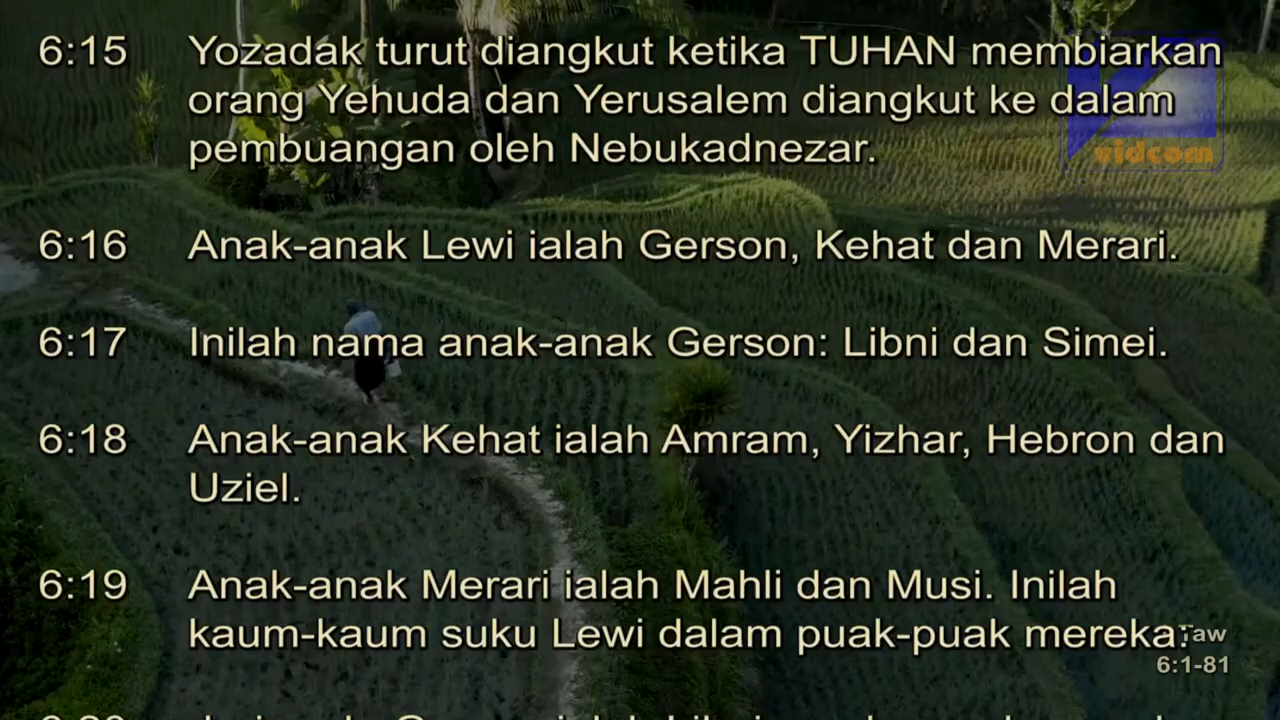 6:15 Yozadak turut diangkut ketika TUHAN membiarkan
orang Yehuda dan Yerusalem diangkut ke dalam
pembuangan oleh Nebukadnezar.
vidcom
6:16 Anak-anak Lewi ialah Gerson, Kehat dan Merari.
6:17 Inilah nama anak-anak Gerson: Libni dan Simei.
6:18 Anak-anak Kehat ialah Amram, Yizhar, Hebron dan
Uziel.
6:19 Anak-anak Merari ialah Mahli dan Musi. Inilah
kaum-kaum suku Lewi dalam puak-puak mereka.
Taw
6:1-81